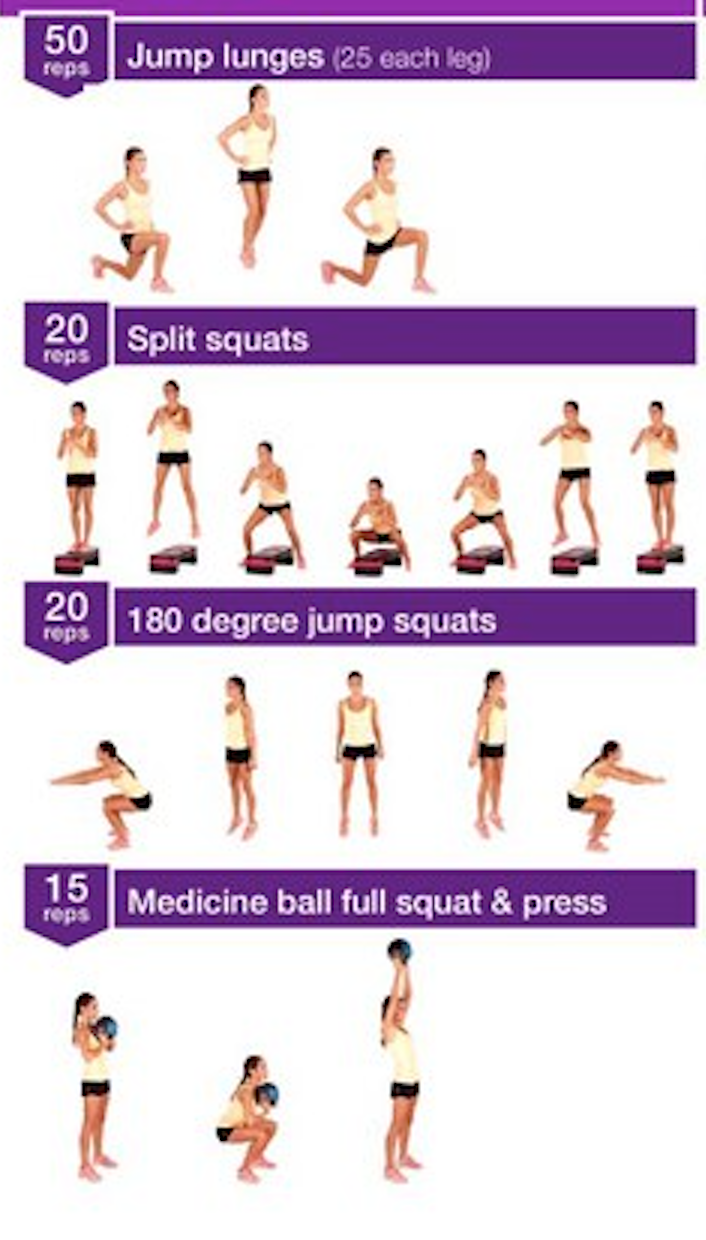 50
reps
Jump lunges (25 each leg)
20
reps
Split squats
20
reps
180 degree jump squats
15
reps
Medicine ball full squat & press